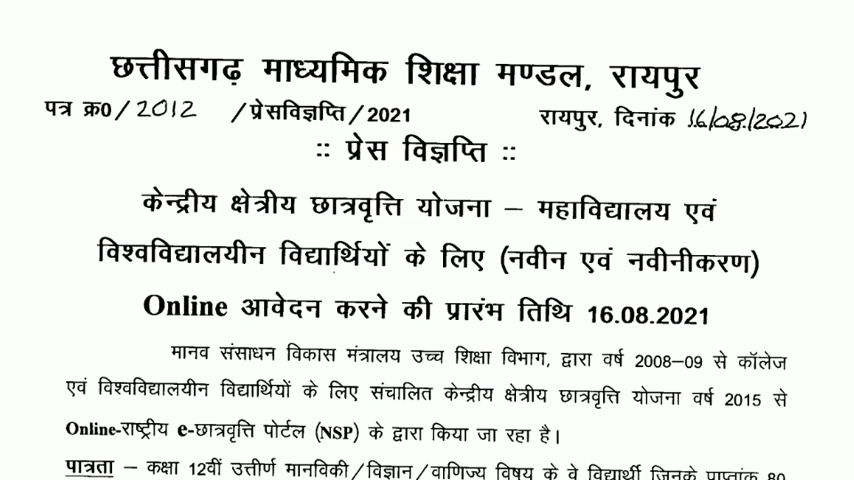 छत्तीसगढ़ माध्यमिक शिक्षा मण्डल, रायपुर
पत्र क्र0/2012 /प्रेसविज्ञप्ति/2021 रायपुर, दिनांक 16/08/2021
:: प्रेस विज्ञप्ति ::
केन्द्रीय क्षेत्रीय छात्रवृत्ति योजना – महाविद्यालय एवं
विश्वविद्यालयीन विद्यार्थियों के लिए (नवीन एवं नवीनीकरण)
Online आवेदन करने की प्रारंभ तिथि 16.08.2021
मानव संसाधन विकास मंत्रालय उच्च शिक्षा विभाग, द्वारा वर्ष 2008–09 से कॉलेज
एवं विश्वविद्यालयीन विद्यार्थियों के लिए संचालित केन्द्रीय क्षेत्रीय छात्रवृत्ति योजना वर्ष 2015 से
Online-राष्ट्रीय e-छात्रवृत्ति पोर्टल (NSP) के द्वारा किया जा रहा है।
पात्रता – कक्षा 12वीं उत्तीर्ण मानविकी/विज्ञान/वाणिज्य विषय के वे विद्यार्थी जिनके प्राप्तांक 80